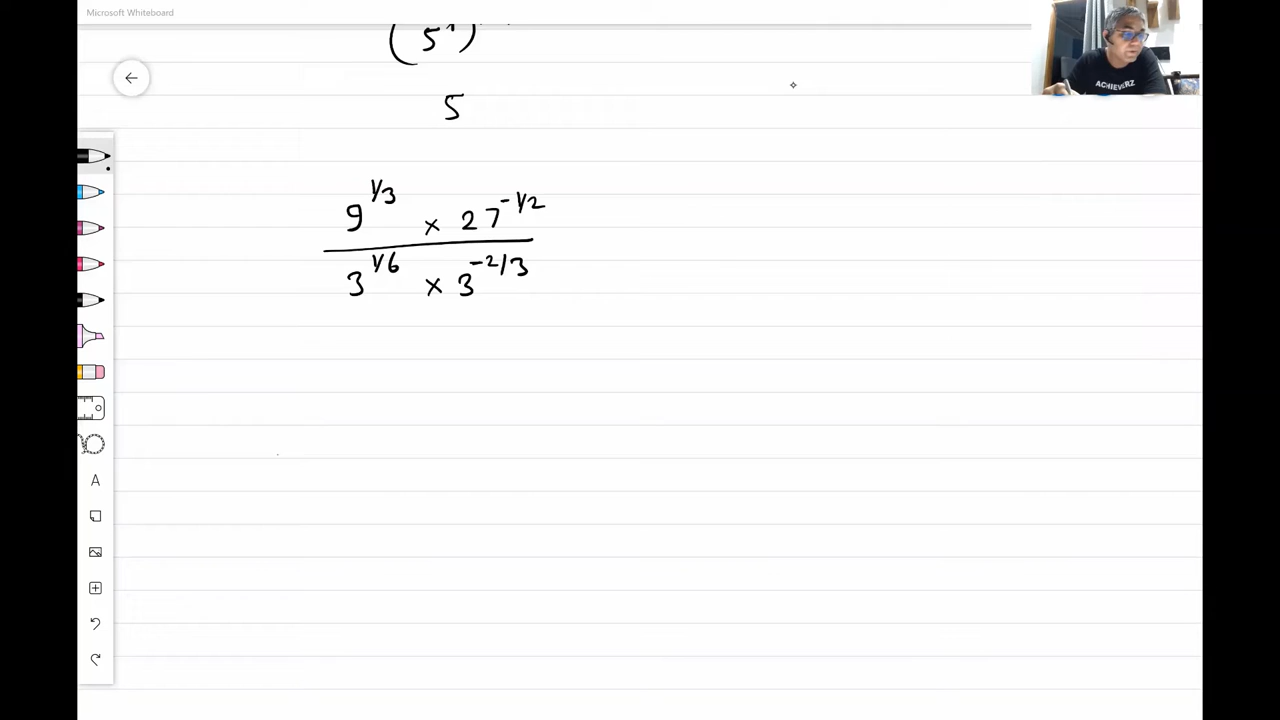 Microsoft Whiteboard
5
ACHIEVERZ
9^1/3 × 27^-1/2
3^1/6 × 3^-2/3
A